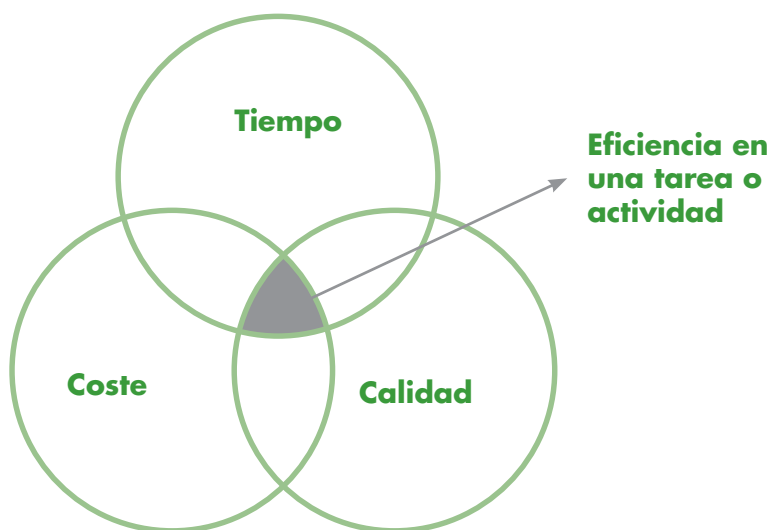 Tiempo
Eficiencia en
una tarea o
actividad
Coste
Calidad